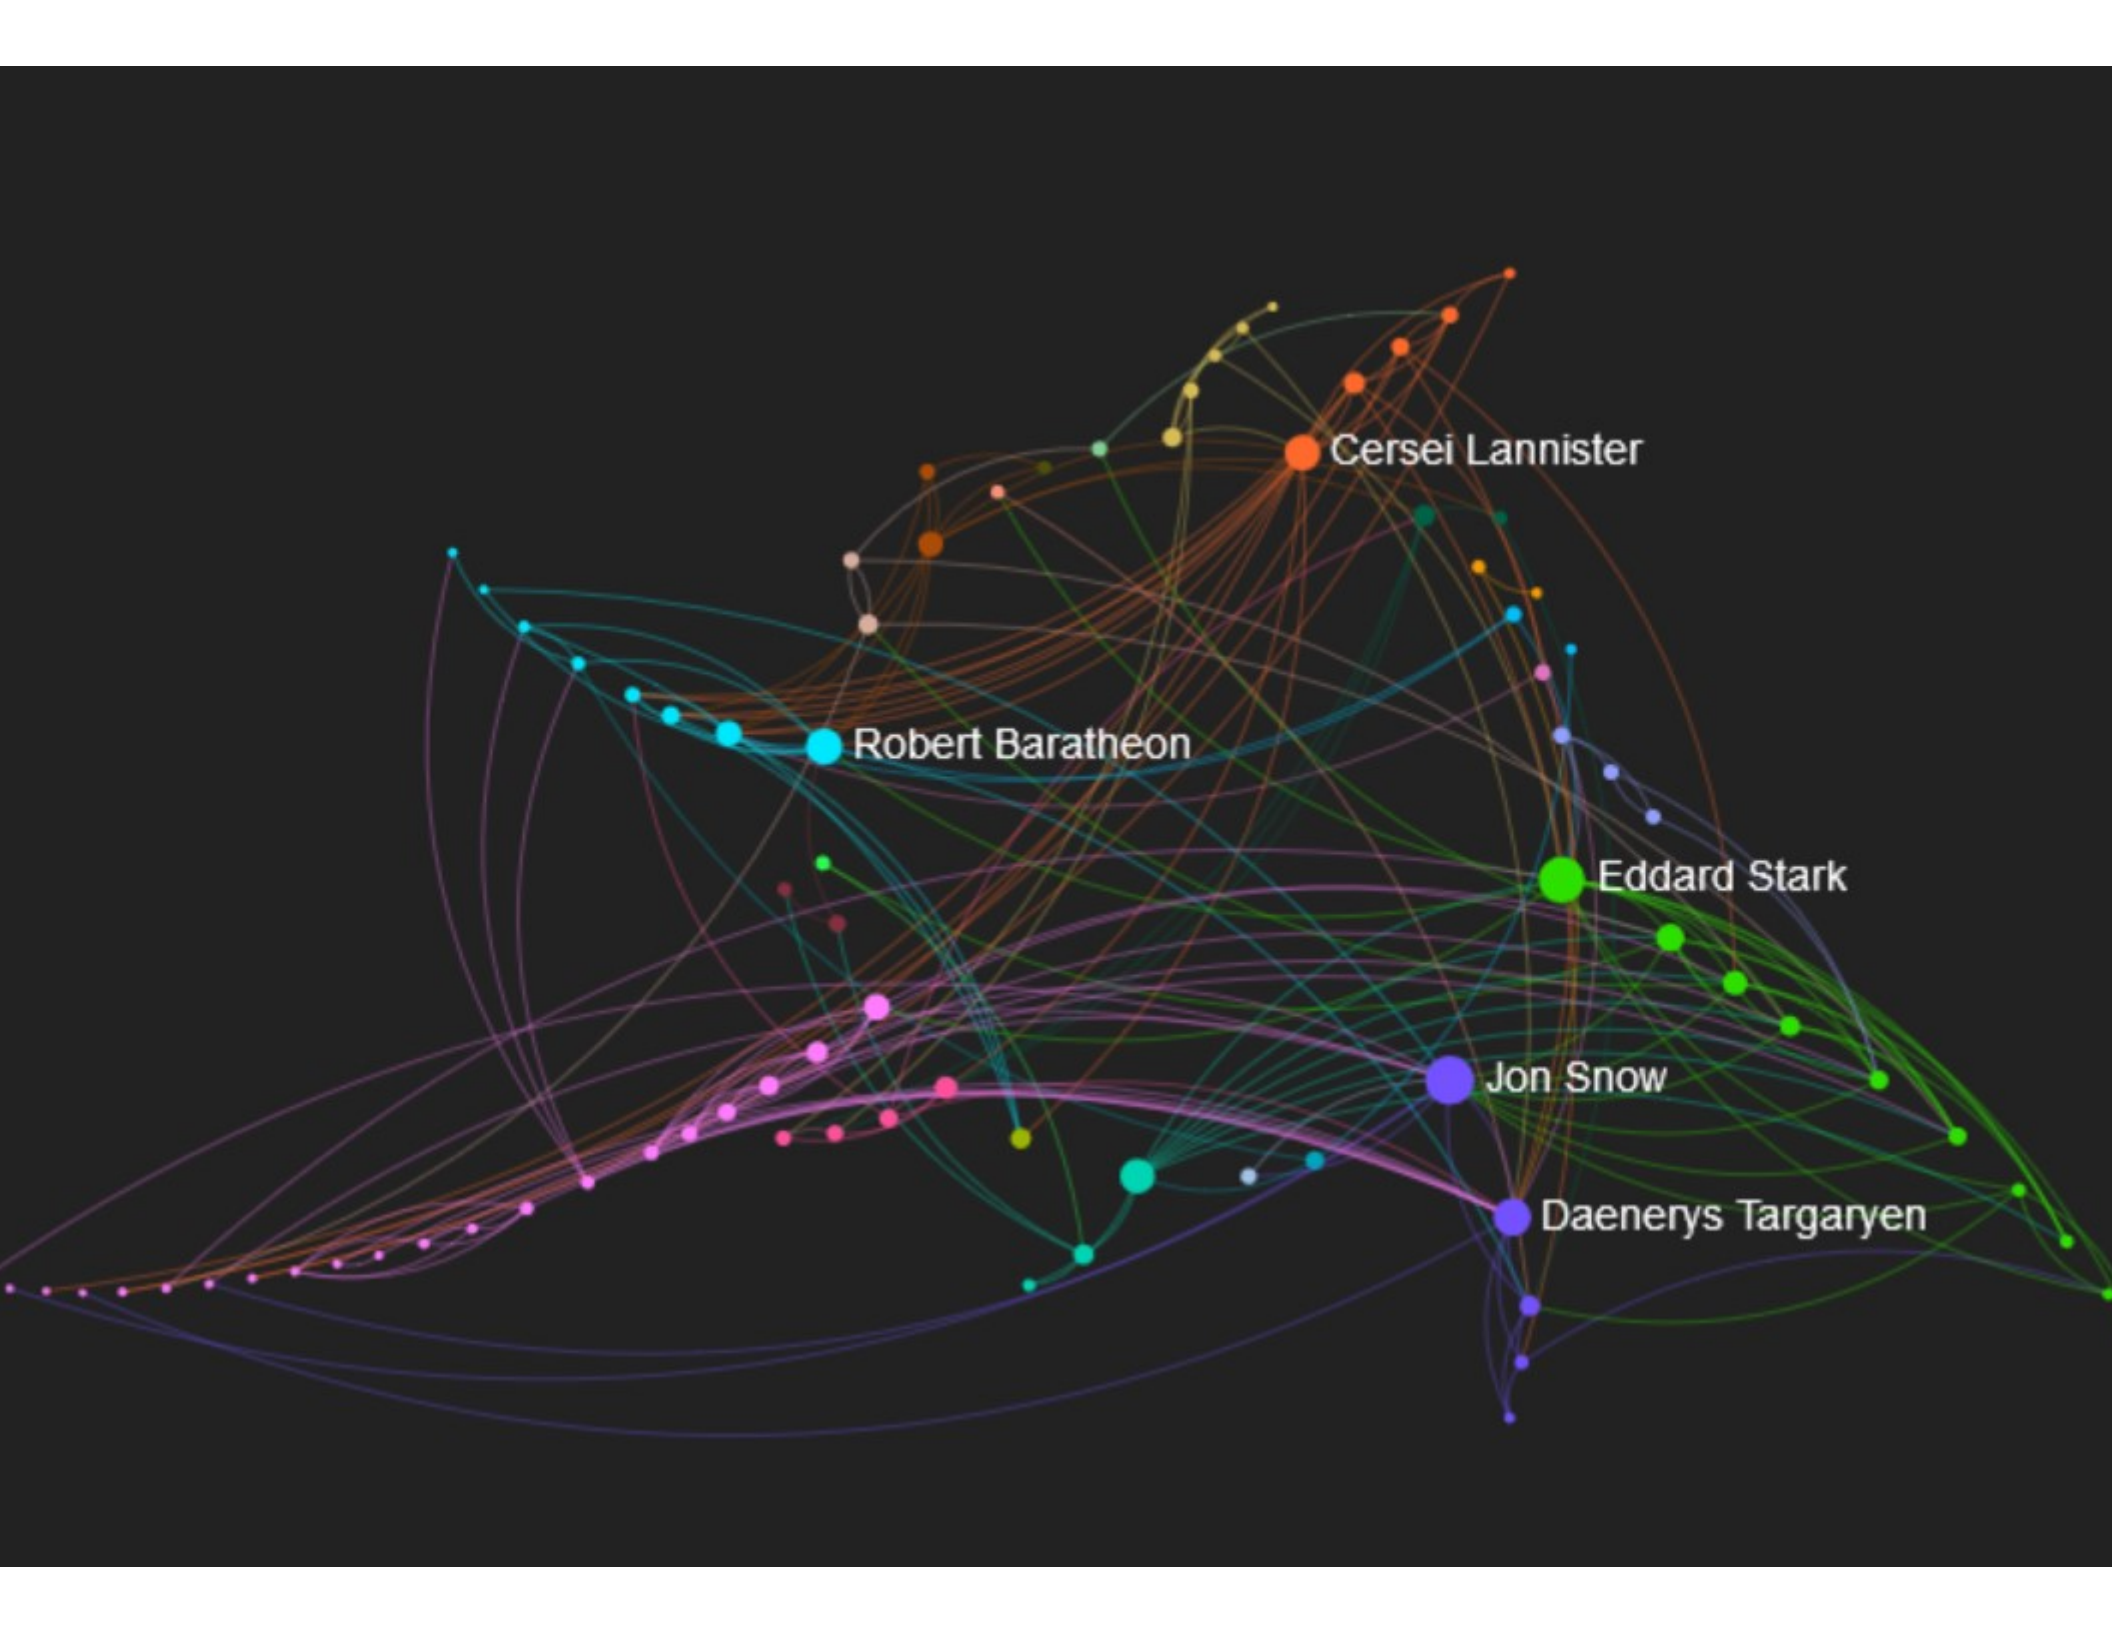 Cersei Lannister
Robert Baratheon
Eddard Stark
Jon Snow
Daenerys Targaryen